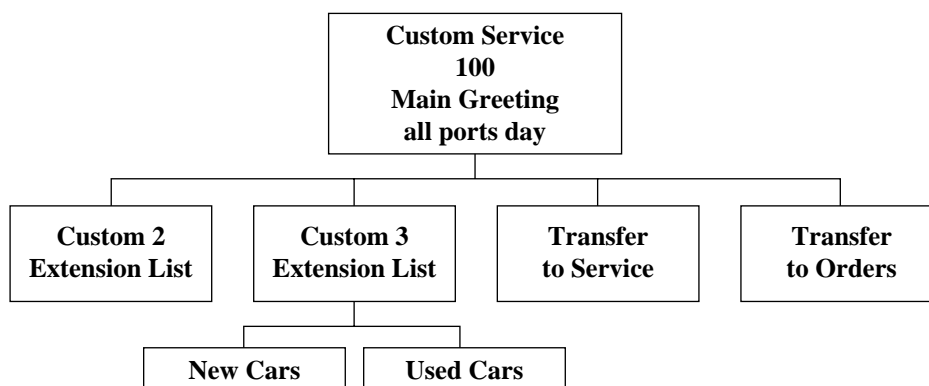 Custom Service
100
Main Greeting
all ports day
Custom 2
Extension List
Custom 3
Extension List
Transfer
to Service
Transfer
to Orders
New Cars
Used Cars